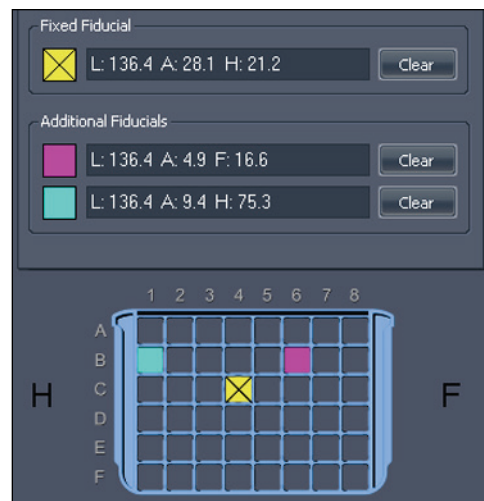 Fixed Fiducial
L: 136.4 A: 28.1 H: 21.2 Clear
Additional Fiducials
L: 136.4 A: 4.9 F: 16.6 Clear
L: 136.4 A: 9.4 H: 75.3 Clear
1 2 3 4 5 6 7 8
A
B
H C F
D
E
F